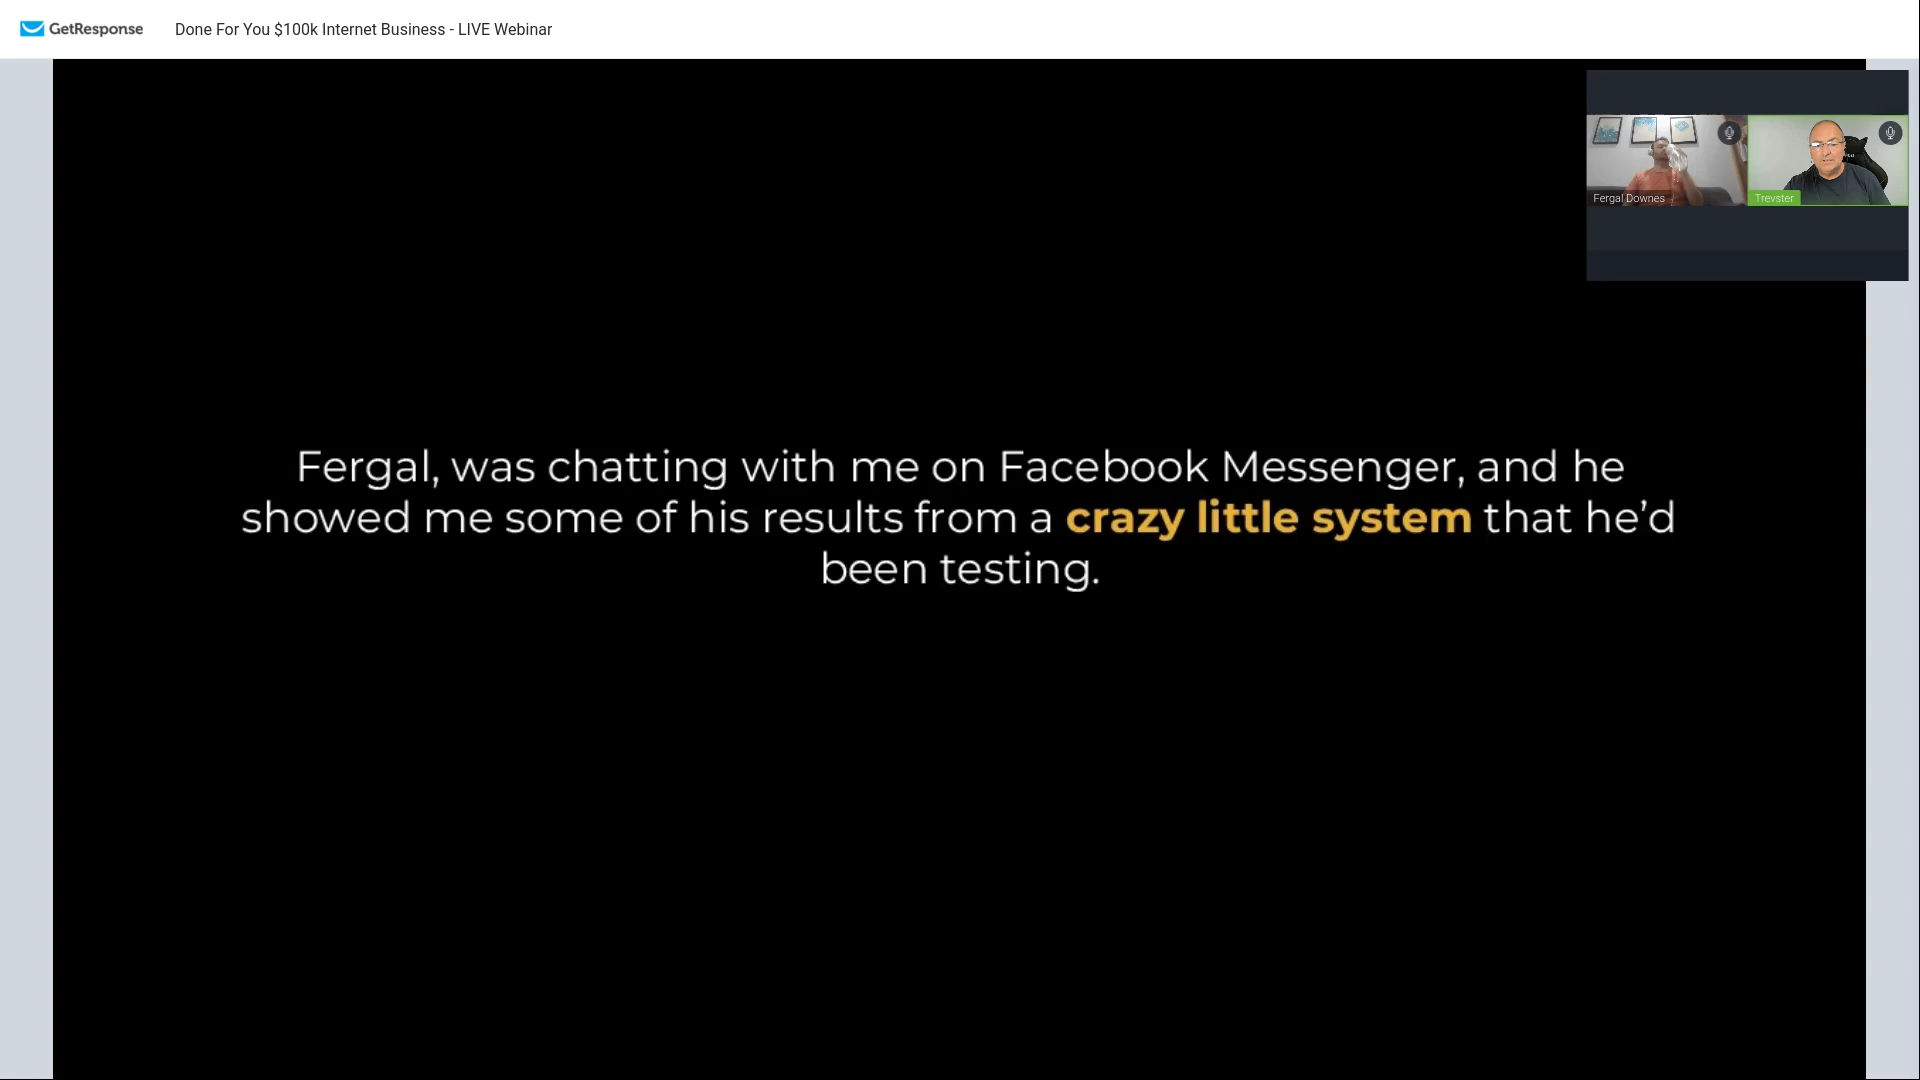 GetResponse
Done For You $100k Internet Business - LIVE Webinar
Fergal Downes
Trevster
Fergal, was chatting with me on Facebook Messenger, and he
showed me some of his results from a crazy little system that he’d
been testing.